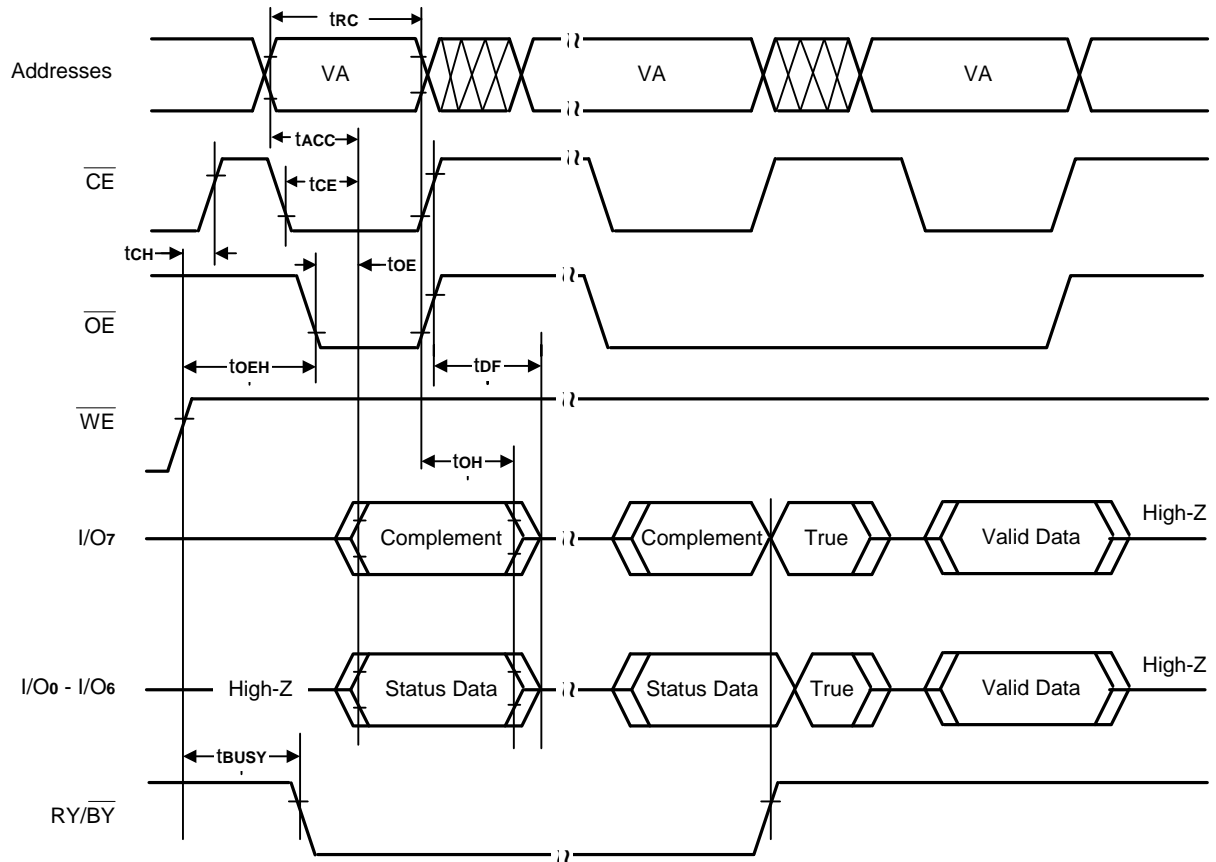 tRC
Addresses VA VA VA
tACC
CE tCE
tCH tOE
OE
tOEH tDF
WE
tOH
I/O7 Complement Complement True Valid Data High-Z
I/O0 - I/O6 High-Z Status Data Status Data True Valid Data High-Z
tBUSY
RY/BY